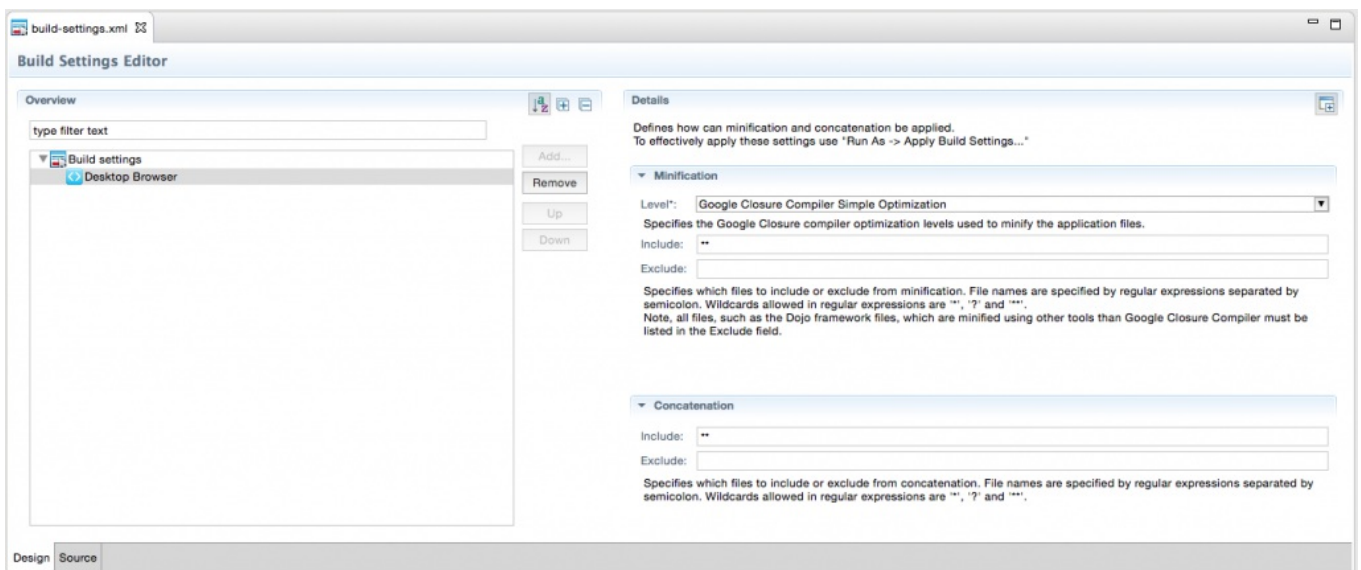 build-settings.xml
Build Settings Editor
Overview
type filter text
Build settings
Desktop Browser
Add...
Remove
Up
Down
Details
Defines how can minification and concatenation be applied.
To effectively apply these settings use "Run As -> Apply Build Settings..."
Minification
Level*: Google Closure Compiler Simple Optimization
Specifies the Google Closure compiler optimization levels used to minify the application files.
Include: **
Exclude:
Specifies which files to include or exclude from minification. File names are specified by regular expressions separated by
semicolon. Wildcards allowed in regular expressions are '*', '?' and '**'.
Note, all files, such as the Dojo framework files, which are minified using other tools than Google Closure Compiler must be
listed in the Exclude field.
Concatenation
Include: **
Exclude:
Specifies which files to include or exclude from concatenation. File names are specified by regular expressions separated by
semicolon. Wildcards allowed in regular expressions are '*', '?' and '**'.
Design Source